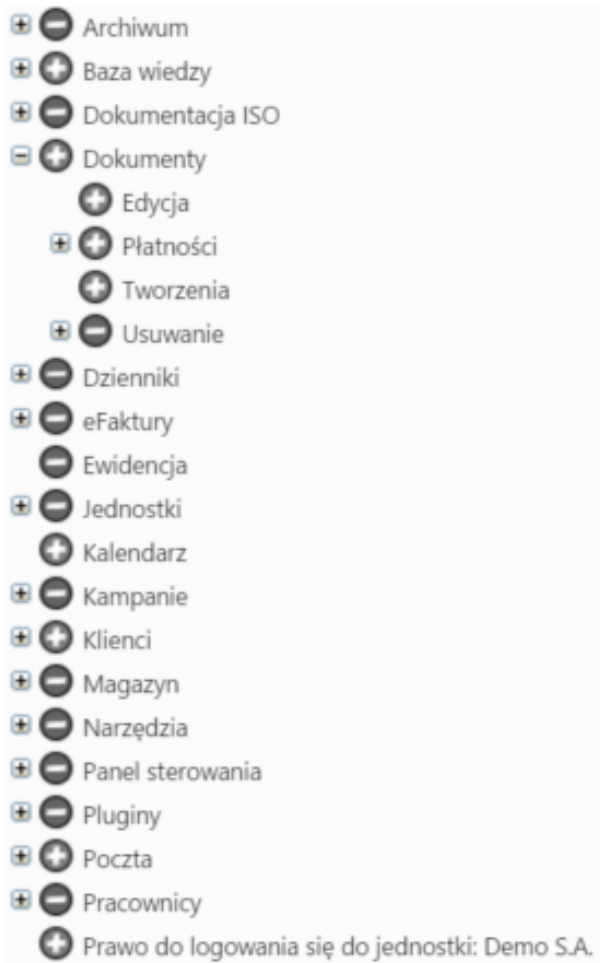 Archiwum
Baza wiedzy
Dokumentacja ISO
Dokumenty
Edycja
Płatności
Tworzenia
Usuwanie
Dzienniki
eFaktury
Ewidencja
Jednostki
Kalendarz
Kampanie
Klienci
Magazyn
Narzędzia
Panel sterowania
Pluginy
Poczta
Pracownicy
Prawo do logowania się do jednostki: Demo S.A.